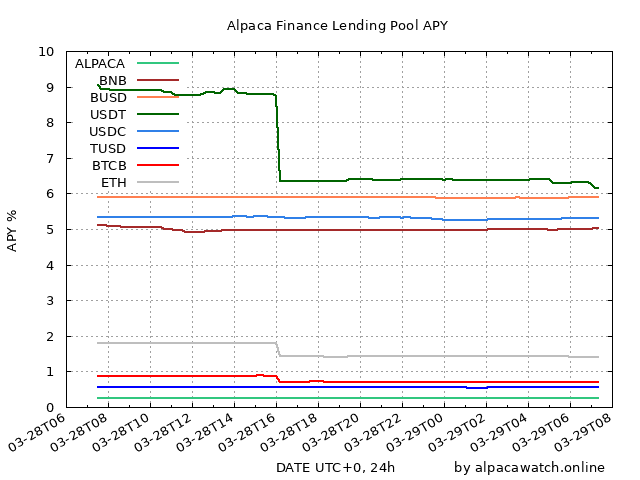 Alpaca Finance Lending Pool APY
10
9
8
7
6
5
4
3
2
1
0
APY %
ALPACA
BNB
BUSD
USDT
USDC
TUSD
BTCB
ETH
03-28T06
03-28T08
03-28T10
03-28T12
03-28T14
03-28T16
03-28T18
03-28T20
03-28T22
03-29T00
03-29T02
03-29T04
03-29T06
03-29T08
DATE UTC+0, 24h
by alpacawatch.online